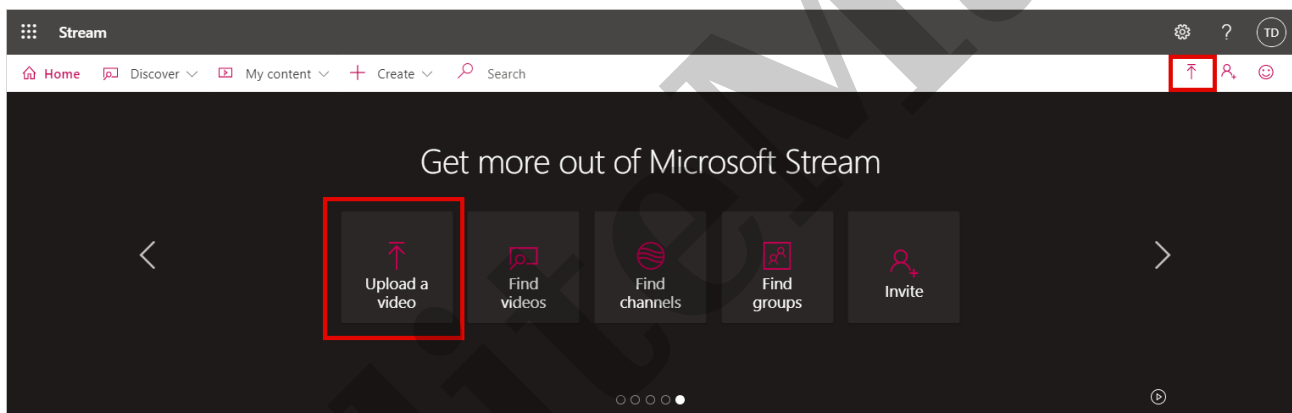 Stream
?
TD
Home Discover My content Create Search
Get more out of Microsoft Stream
Upload a video
Find videos
Find channels
Find groups
Invite